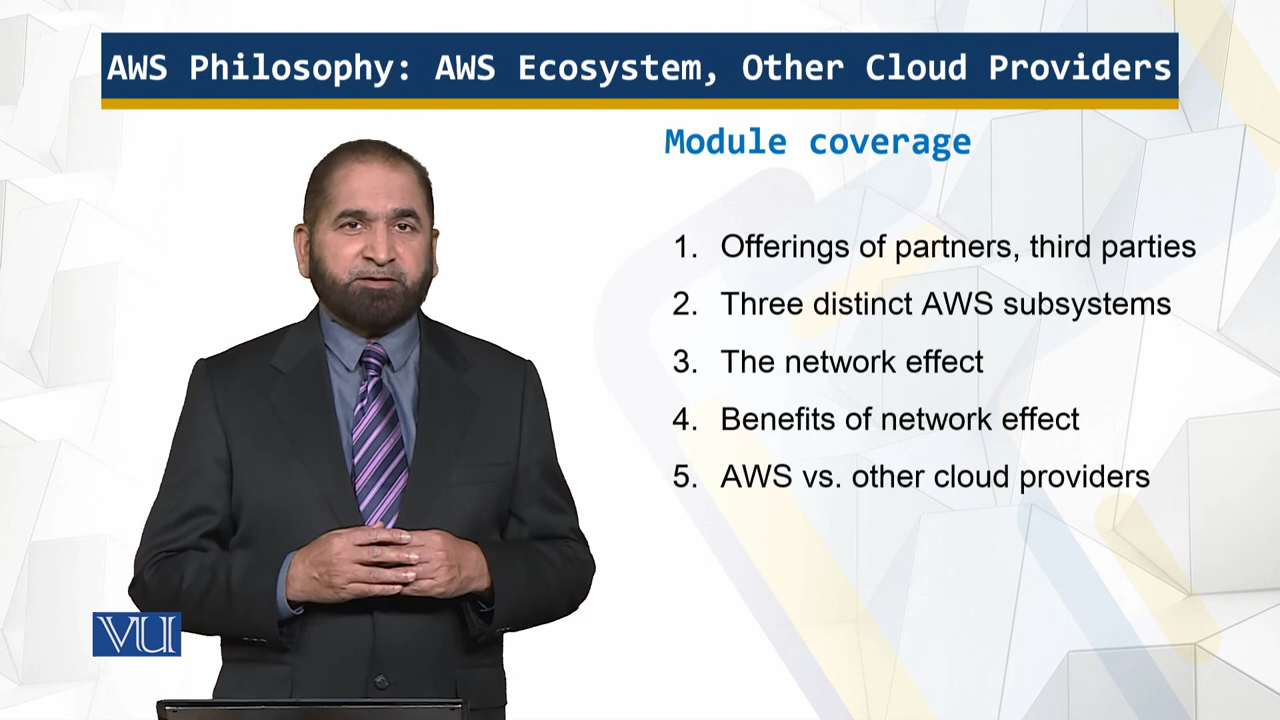 AWS Philosophy: AWS Ecosystem, Other Cloud Providers
Module coverage
1. Offerings of partners, third parties
2. Three distinct AWS subsystems
3. The network effect
4. Benefits of network effect
5. AWS vs. other cloud providers
VU